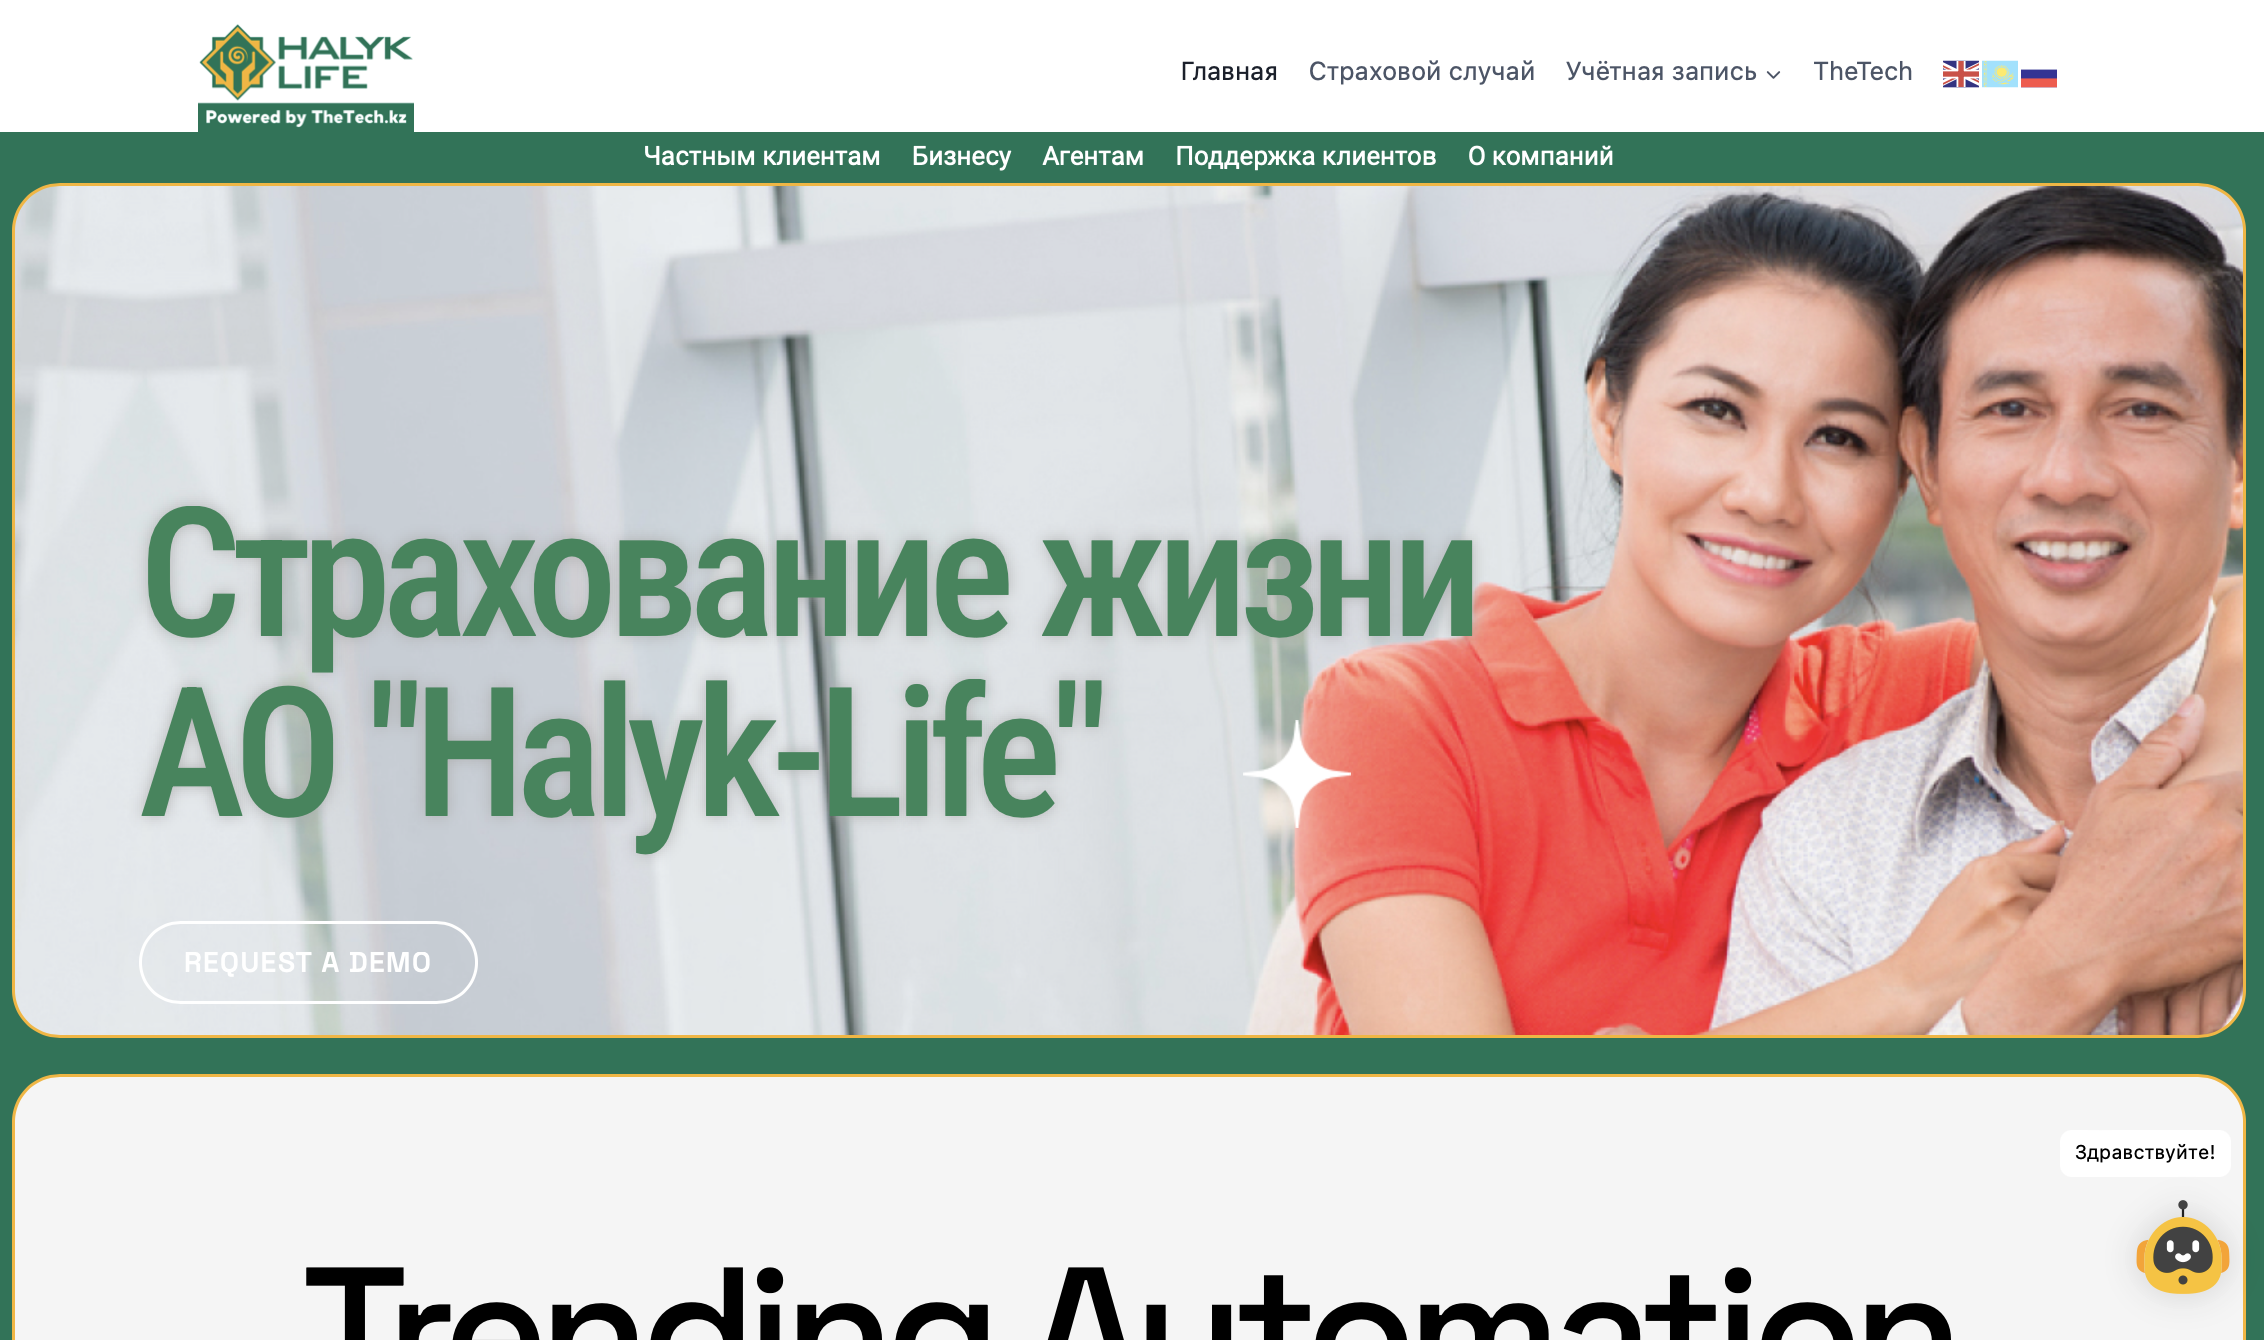 HALYK
LIFE
Powered by TheTech.kz
Главная Страховой случай Учётная запись TheTech
Частным клиентам Бизнесу Агентам Поддержка клиентов О компаний
Страхование жизни
АО "Halyk-Life"
REQUEST A DEMO
Здравствуйте!
Trending Automation